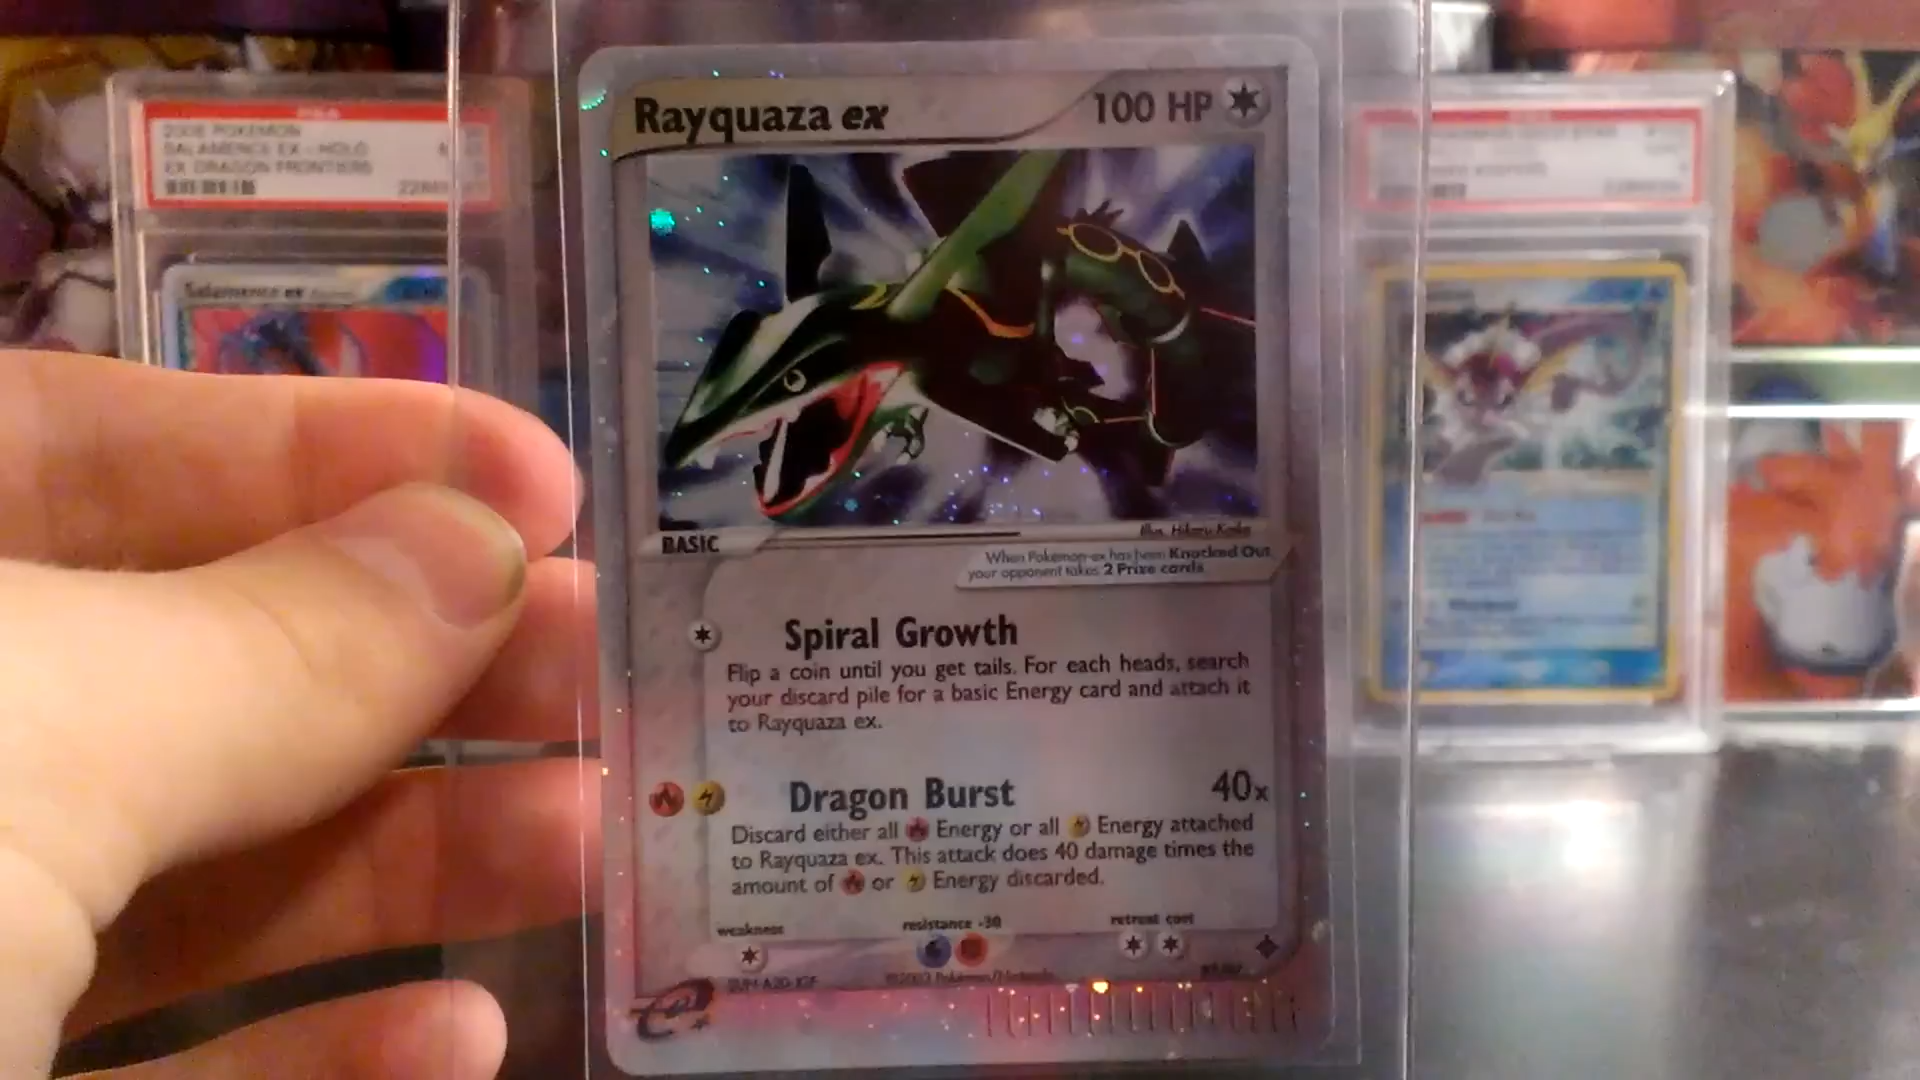 PSA
2006 POKEMON
SALAMENCE EX - HOLO
EX DRAGON FRONTIERS
Salamence ex
Rayquaza ex
100 HP
BASIC
Illus. Hikaru Koike
When Pokémon-ex has been Knocked Out,
your opponent takes 2 Prize cards.
Spiral Growth
Flip a coin until you get tails. For each heads, search
your discard pile for a basic Energy card and attach it
to Rayquaza ex.
Dragon Burst 40x
Discard either all Energy or all Energy attached
to Rayquaza ex. This attack does 40 damage times the
amount of or Energy discarded.
weakness resistance -30 retreat cost
©2003 Pokémon/Nintendo